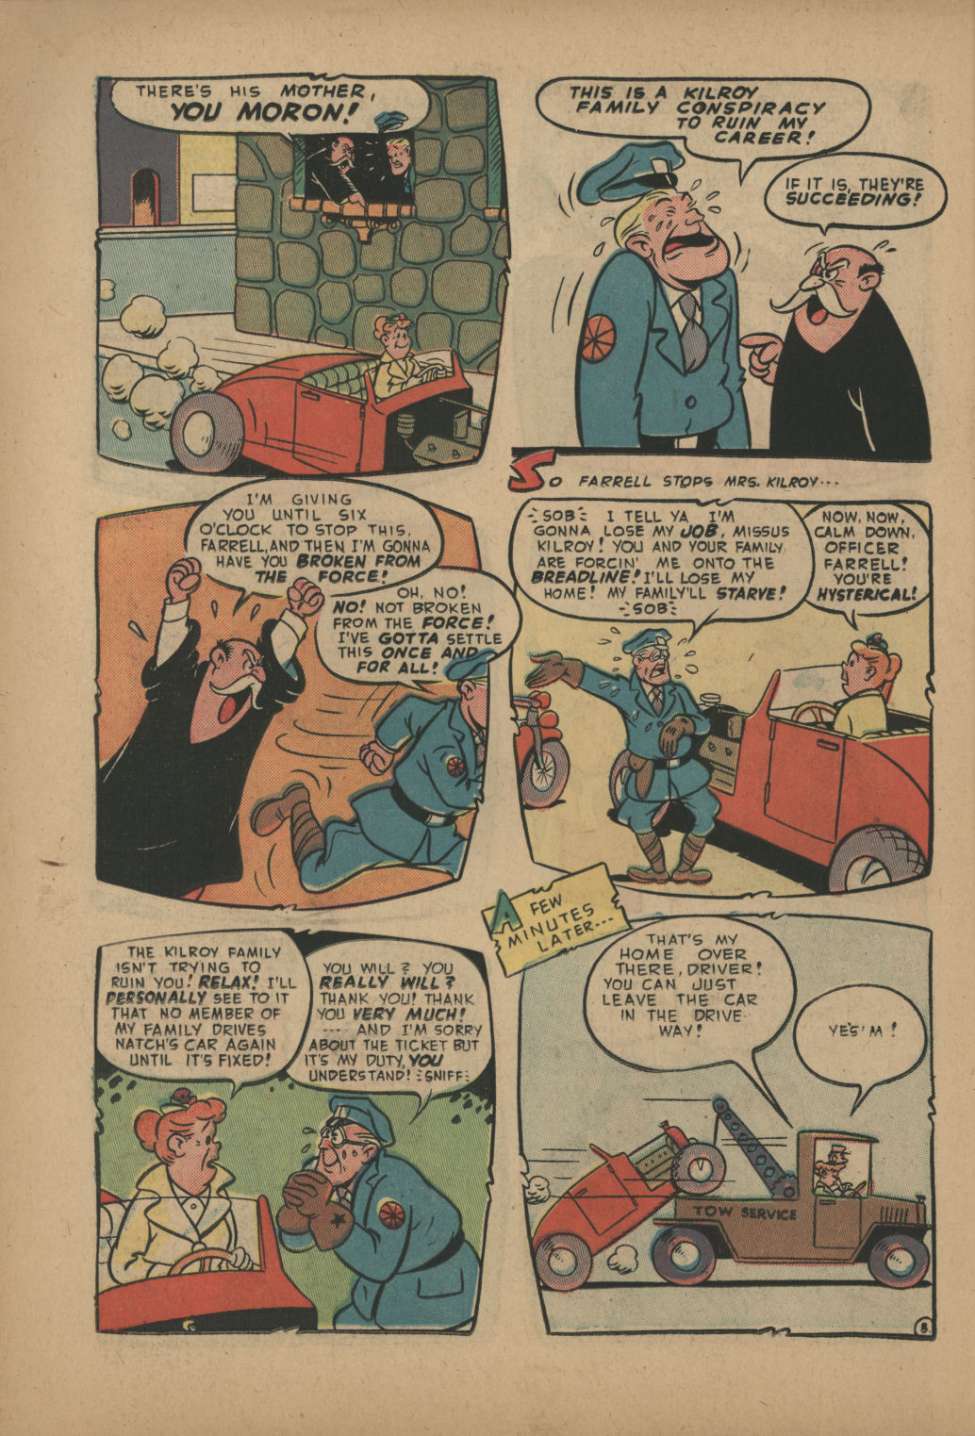 THERE'S HIS MOTHER,
YOU MORON!
THIS IS A KILROY
FAMILY CONSPIRACY
TO RUIN MY
CAREER!
IF IT IS, THEY'RE
SUCCEEDING!
I'M GIVING
YOU UNTIL SIX
O'CLOCK TO STOP THIS,
FARRELL, AND THEN I'M GONNA
HAVE YOU BROKEN FROM
THE FORCE!
OH, NO!
NO! NOT BROKEN
FROM THE FORCE!
I'VE GOTTA SETTLE
THIS ONCE AND
FOR ALL!
SO FARRELL STOPS MRS. KILROY---
-SOB- I TELL YA I'M
GONNA LOSE MY JOB, MISSUS
KILROY! YOU AND YOUR FAMILY
ARE FORCIN' ME ONTO THE
BREADLINE! I'LL LOSE MY
HOME! MY FAMILY'LL STARVE!
-SOB-
NOW, NOW,
CALM DOWN,
OFFICER
FARRELL!
YOU'RE
HYSTERICAL!
THE KILROY FAMILY
ISN'T TRYING TO
RUIN YOU! RELAX! I'LL
PERSONALLY SEE TO IT
THAT NO MEMBER OF
MY FAMILY DRIVES
NATCH'S CAR AGAIN
UNTIL IT'S FIXED!
YOU WILL? YOU
REALLY WILL?
THANK YOU! THANK
YOU VERY MUCH!
--- AND I'M SORRY
ABOUT THE TICKET BUT
IT'S MY DUTY, YOU
UNDERSTAND! -SNIFF-
A FEW
MINUTES
LATER---
THAT'S MY
HOME OVER
THERE, DRIVER!
YOU CAN JUST
LEAVE THE CAR
IN THE DRIVE-
WAY!
YES'M!
TOW SERVICE
8